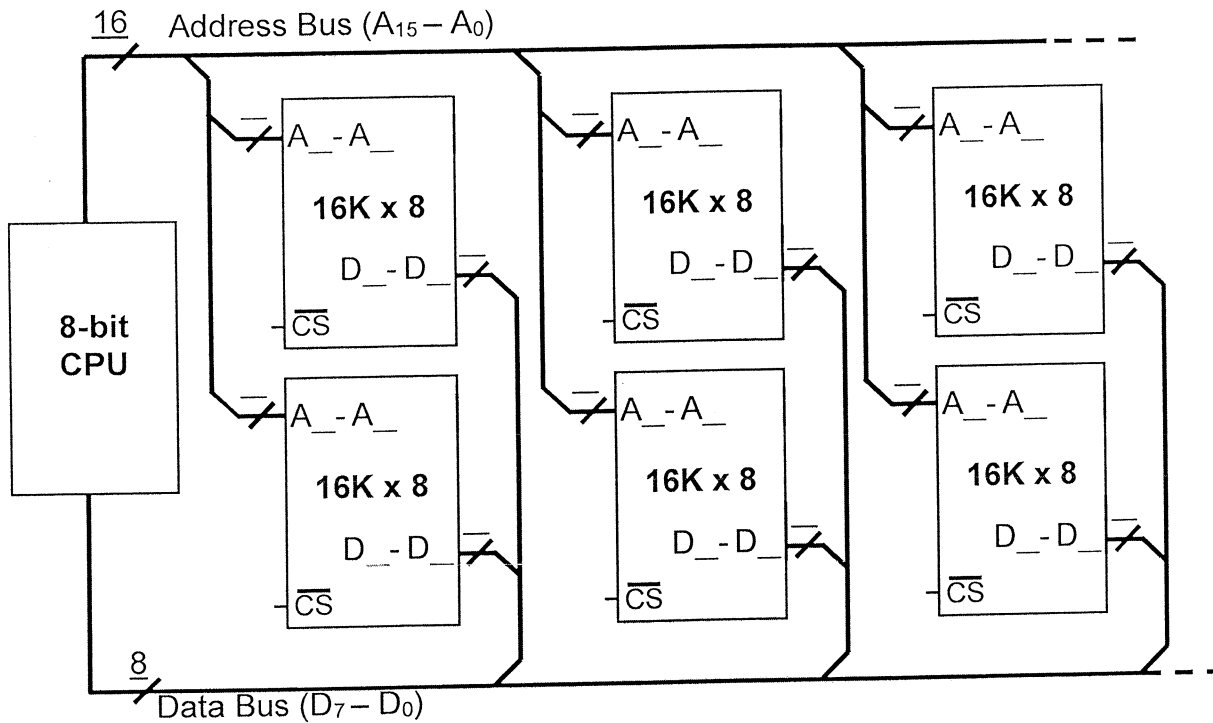 16 Address Bus (A₁₅ – A₀)
A_-A_
16K x 8
D_-D_
CS
A_-A_
16K x 8
D_-D_
CS
A_-A_
16K x 8
D_-D_
CS
8-bit
CPU
A_-A_
16K x 8
D_-D_
CS
A_-A_
16K x 8
D_-D_
CS
A_-A_
16K x 8
D_-D_
CS
8
Data Bus (D₇ – D₀)